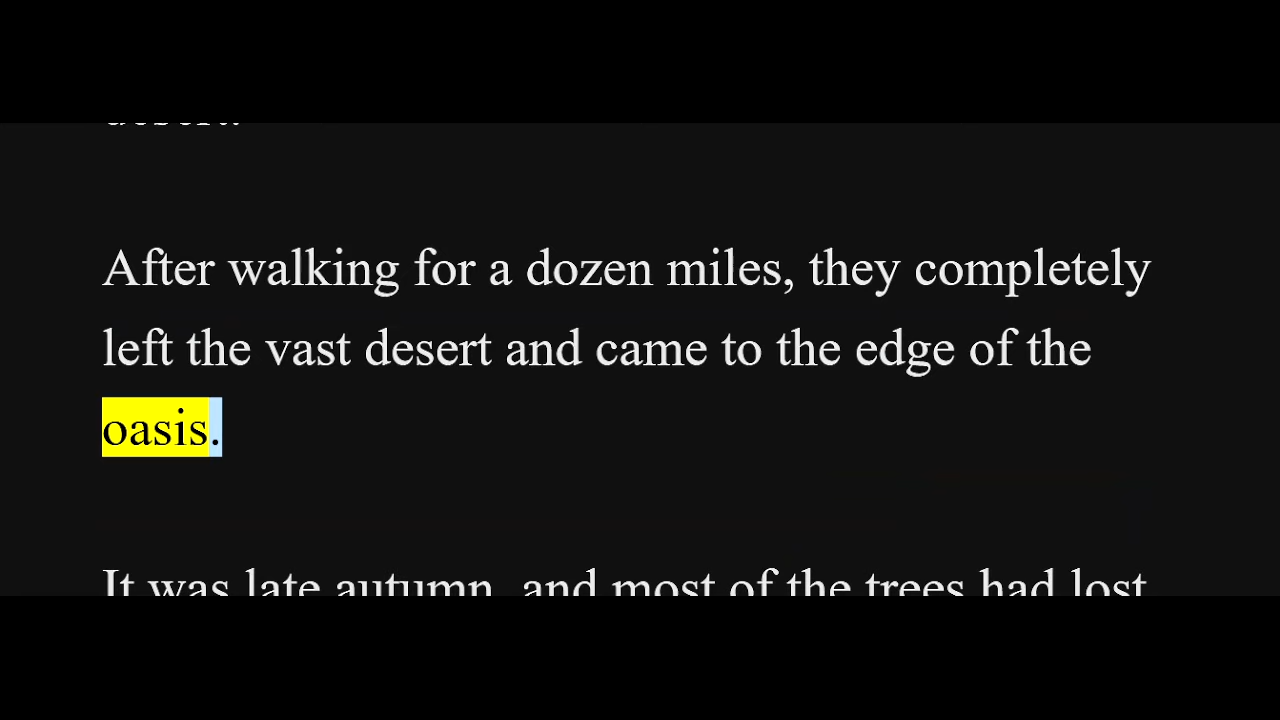 desert.
After walking for a dozen miles, they completely
left the vast desert and came to the edge of the
oasis.
It was late autumn, and most of the trees had lost